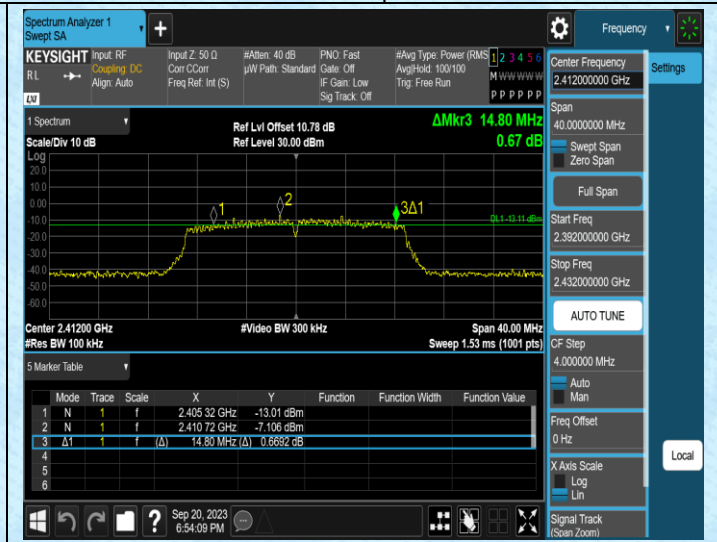 Spectrum Analyzer 1
Swept SA
+
Frequency
KEYSIGHT
RL
LXI
Input: RF
Coupling: DC
Align: Auto
Input Z: 50 Ω
Corr CCorr
Freq Ref: Int (S)
#Atten: 40 dB
µW Path: Standard
PNO: Fast
Gate: Off
IF Gain: Low
Sig Track: Off
#Avg Type: Power (RMS
Avg|Hold: 100/100
Trig: Free Run
1 2 3 4 5 6
M W W W W W
P P P P P P
1 Spectrum
Scale/Div 10 dB
Log
Ref Lvl Offset 10.78 dB
Ref Level 30.00 dBm
ΔMkr3 14.80 MHz
0.67 dB
20.0
10.0
0.00
-10.0
-20.0
-30.0
-40.0
-50.0
-60.0
1
2
3Δ1
DL1 -13.11 dBm
Center 2.41200 GHz
#Video BW 300 kHz
Span 40.00 MHz
#Res BW 100 kHz
Sweep 1.53 ms (1001 pts)
5 Marker Table
Mode Trace Scale X Y Function Function Width Function Value
1 N 1 f 2.405 32 GHz -13.01 dBm
2 N 1 f 2.410 72 GHz -7.106 dBm
3 Δ1 1 f (Δ) 14.80 MHz (Δ) 0.6692 dB
4
5
6
Sep 20, 2023
6:54:09 PM
?
Center Frequency
2.412000000 GHz
Span
40.0000000 MHz
Swept Span
Zero Span
Full Span
Start Freq
2.392000000 GHz
Stop Freq
2.432000000 GHz
AUTO TUNE
CF Step
4.000000 MHz
Auto
Man
Freq Offset
0 Hz
X Axis Scale
Log
Lin
Signal Track
(Span Zoom)
Settings
Local